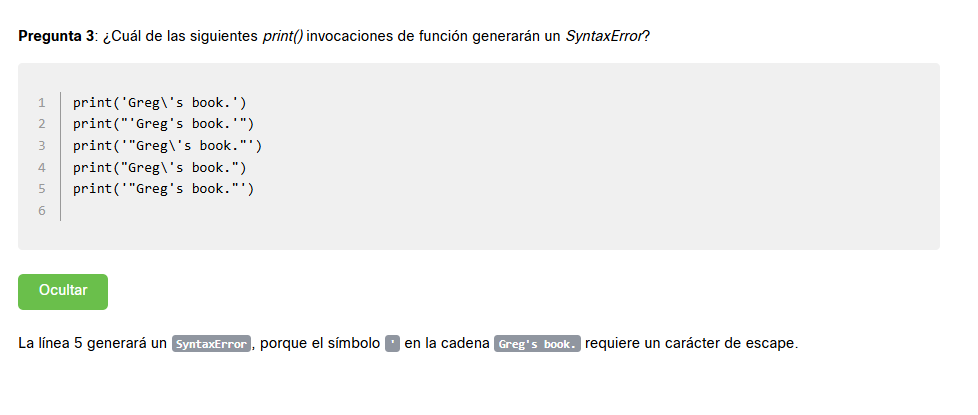 Pregunta 3: ¿Cuál de las siguientes print() invocaciones de función generarán un SyntaxError?
1 print('Greg\'s book.')
2 print("'Greg's book.'")
3 print('"Greg\'s book."')
4 print("Greg\'s book.")
5 print('"Greg's book."')
6
Ocultar
La línea 5 generará un SyntaxError, porque el símbolo ' en la cadena Greg's book. requiere un carácter de escape.